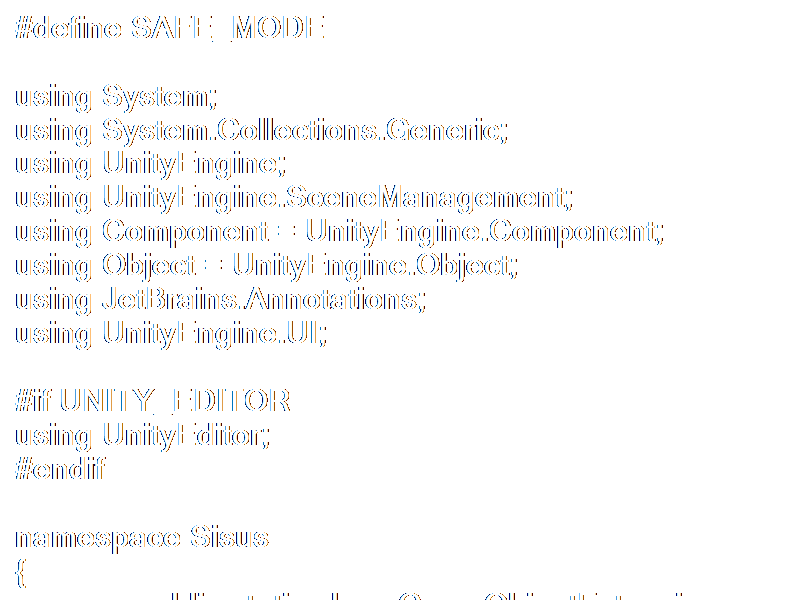 #define SAFE_MODE
using System;
using System.Collections.Generic;
using UnityEngine;
using UnityEngine.SceneManagement;
using Component = UnityEngine.Component;
using Object = UnityEngine.Object;
using JetBrains.Annotations;
using UnityEngine.UI;
#if UNITY_EDITOR
using UnityEditor;
#endif
namespace Sisus
{